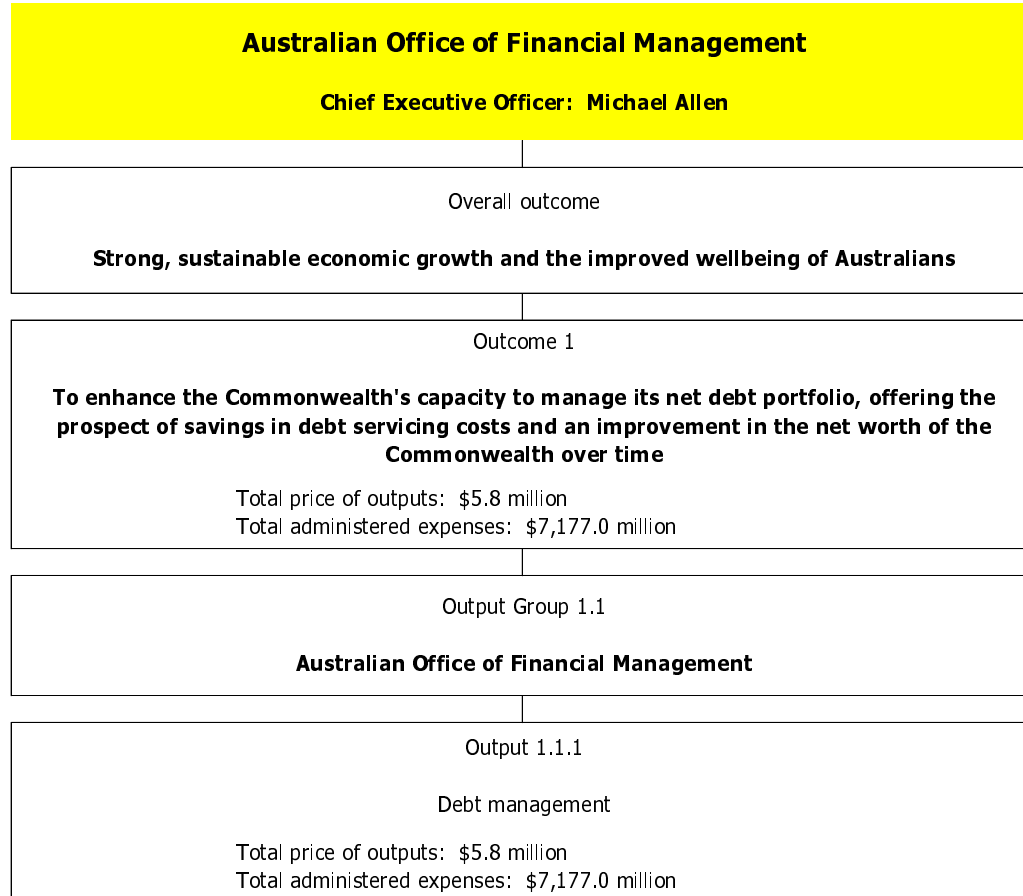 Australian Office of Financial Management
Chief Executive Officer:  Michael Allen
Overall outcome
Strong, sustainable economic growth and the improved wellbeing of Australians
Outcome 1
To enhance the Commonwealth's capacity to manage its net debt portfolio, offering the
prospect of savings in debt servicing costs and an improvement in the net worth of the
Commonwealth over time
Total price of outputs:  $5.8 million
Total administered expenses:  $7,177.0 million
Output Group 1.1
Australian Office of Financial Management
Output 1.1.1
Debt management
Total price of outputs:  $5.8 million
Total administered expenses:  $7,177.0 million